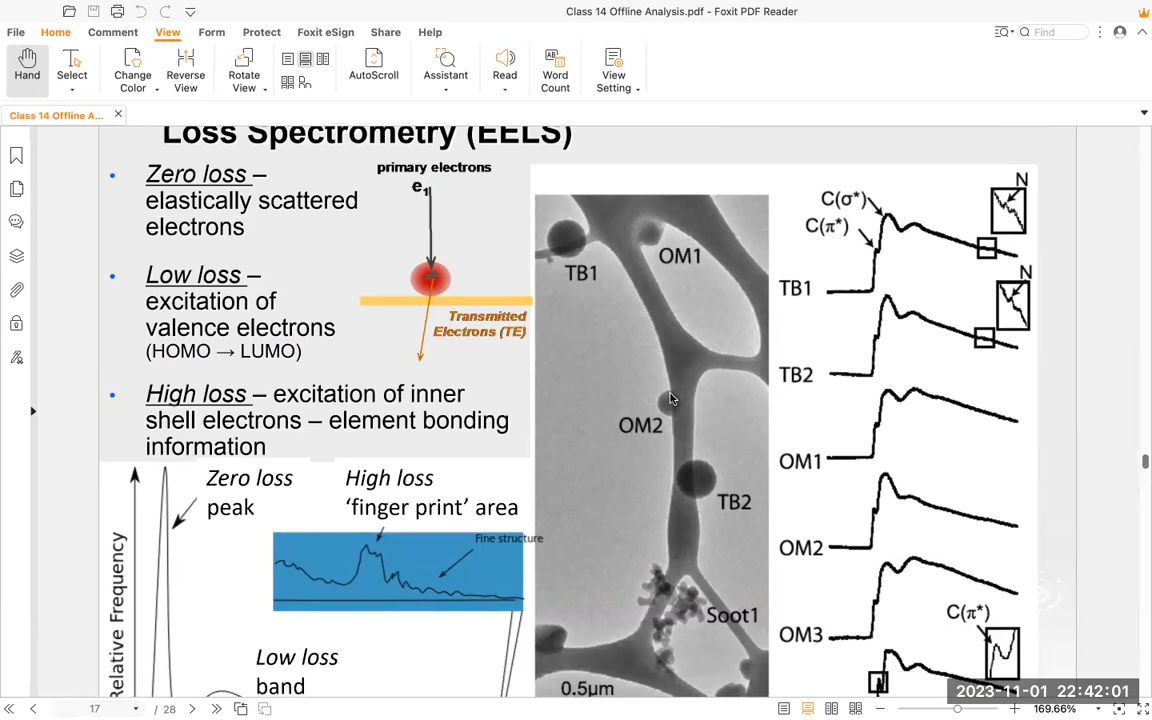 Class 14 Offline Analysis.pdf - Foxit PDF Reader
File Home Comment View Form Protect Foxit eSign Share Help Find
Hand Select Change Color Reverse View Rotate View AutoScroll Assistant Read Word Count View Setting
Class 14 Offline A...
Loss Spectrometry (EELS)
• Zero loss –
elastically scattered
electrons
• Low loss –
excitation of
valence electrons
(HOMO → LUMO)
• High loss – excitation of inner
shell electrons – element bonding
information
primary electrons
e1
Transmitted
Electrons (TE)
Zero loss
peak
High loss
'finger print' area
Fine structure
Relative Frequency
Low loss
band
TB1
OM1
OM2
TB2
Soot1
0.5µm
N
C(σ*)
C(π*)
TB1
N
TB2
OM1
OM2
OM3
C(π*)
2023-11-01 22:42:01
17 / 28
169.66%